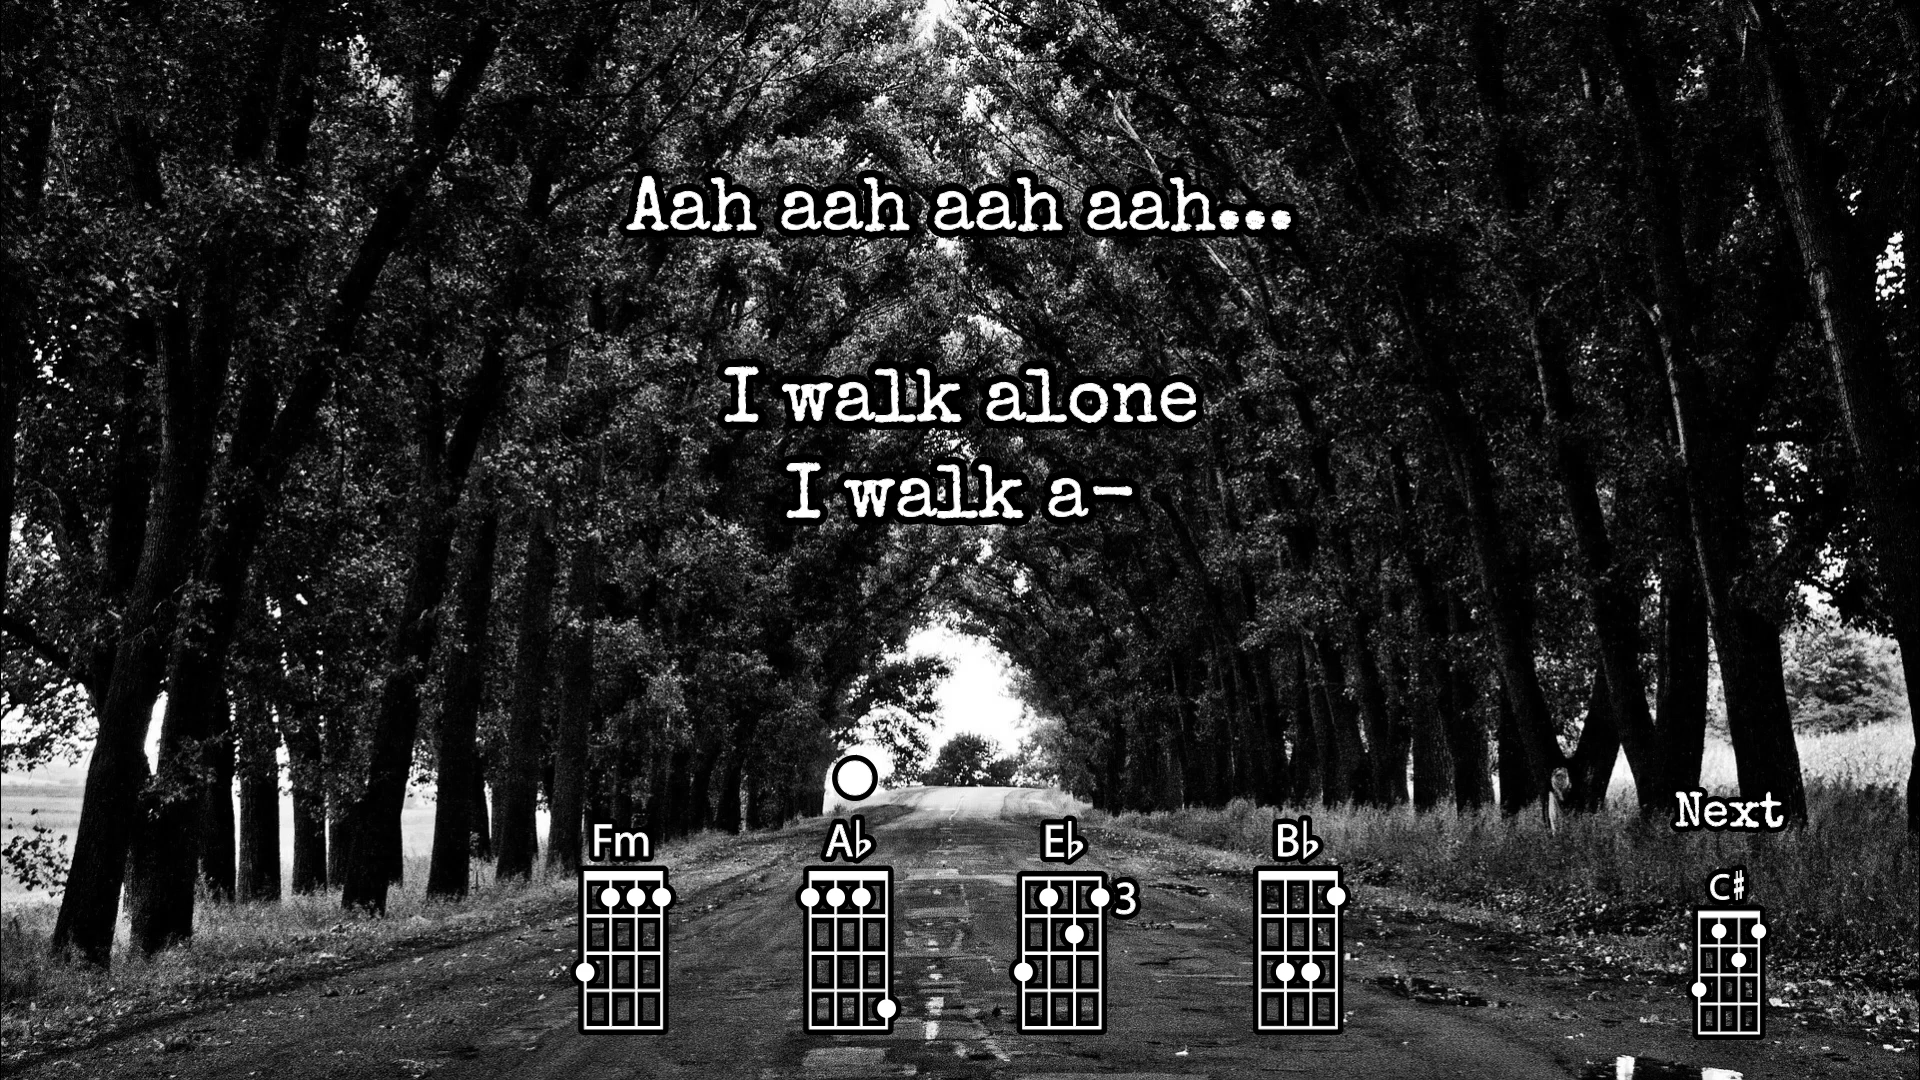 Aah aah aah aah...
I walk alone
I walk a-
Fm A♭ E♭ B♭
3
Next
C#